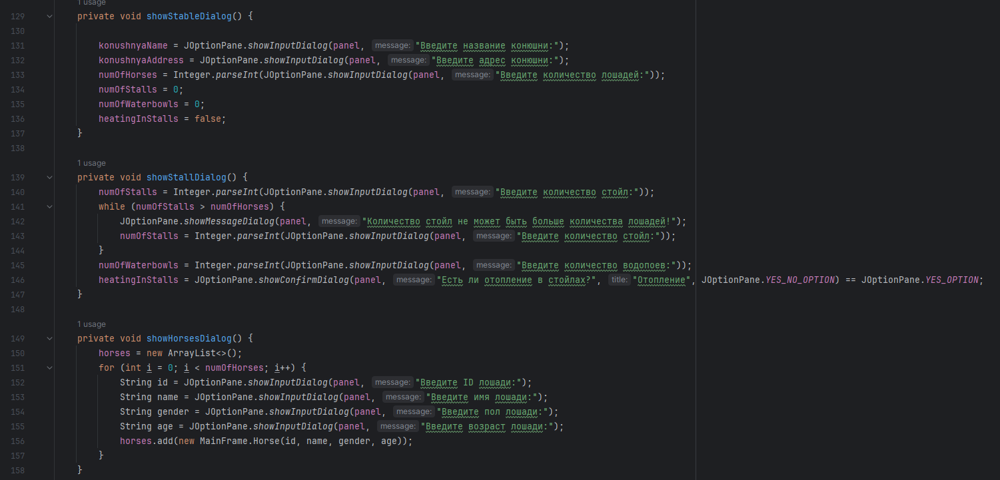 1 usage
129 private void showStableDialog() {
130
131 konushnyaName = JOptionPane.showInputDialog(panel, message: "Введите название конюшни:");
132 konushnyaAddress = JOptionPane.showInputDialog(panel, message: "Введите адрес конюшни:");
133 numOfHorses = Integer.parseInt(JOptionPane.showInputDialog(panel, message: "Введите количество лошадей:"));
134 numOfStalls = 0;
135 numOfWaterbowls = 0;
136 heatingInStalls = false;
137 }
138
1 usage
139 private void showStallDialog() {
140 numOfStalls = Integer.parseInt(JOptionPane.showInputDialog(panel, message: "Введите количество стойл:"));
141 while (numOfStalls > numOfHorses) {
142 JOptionPane.showMessageDialog(panel, message: "Количество стойл не может быть больше количества лошадей!");
143 numOfStalls = Integer.parseInt(JOptionPane.showInputDialog(panel, message: "Введите количество стойл:"));
144 }
145 numOfWaterbowls = Integer.parseInt(JOptionPane.showInputDialog(panel, message: "Введите количество водопоев:"));
146 heatingInStalls = JOptionPane.showConfirmDialog(panel, message: "Есть ли отопление в стойлах?", title: "Отопление", JOptionPane.YES_NO_OPTION) == JOptionPane.YES_OPTION;
147 }
148
1 usage
149 private void showHorsesDialog() {
150 horses = new ArrayList<>();
151 for (int i = 0; i < numOfHorses; i++) {
152 String id = JOptionPane.showInputDialog(panel, message: "Введите ID лошади:");
153 String name = JOptionPane.showInputDialog(panel, message: "Введите имя лошади:");
154 String gender = JOptionPane.showInputDialog(panel, message: "Введите пол лошади:");
155 String age = JOptionPane.showInputDialog(panel, message: "Введите возраст лошади:");
156 horses.add(new MainFrame.Horse(id, name, gender, age));
157 }
158 }